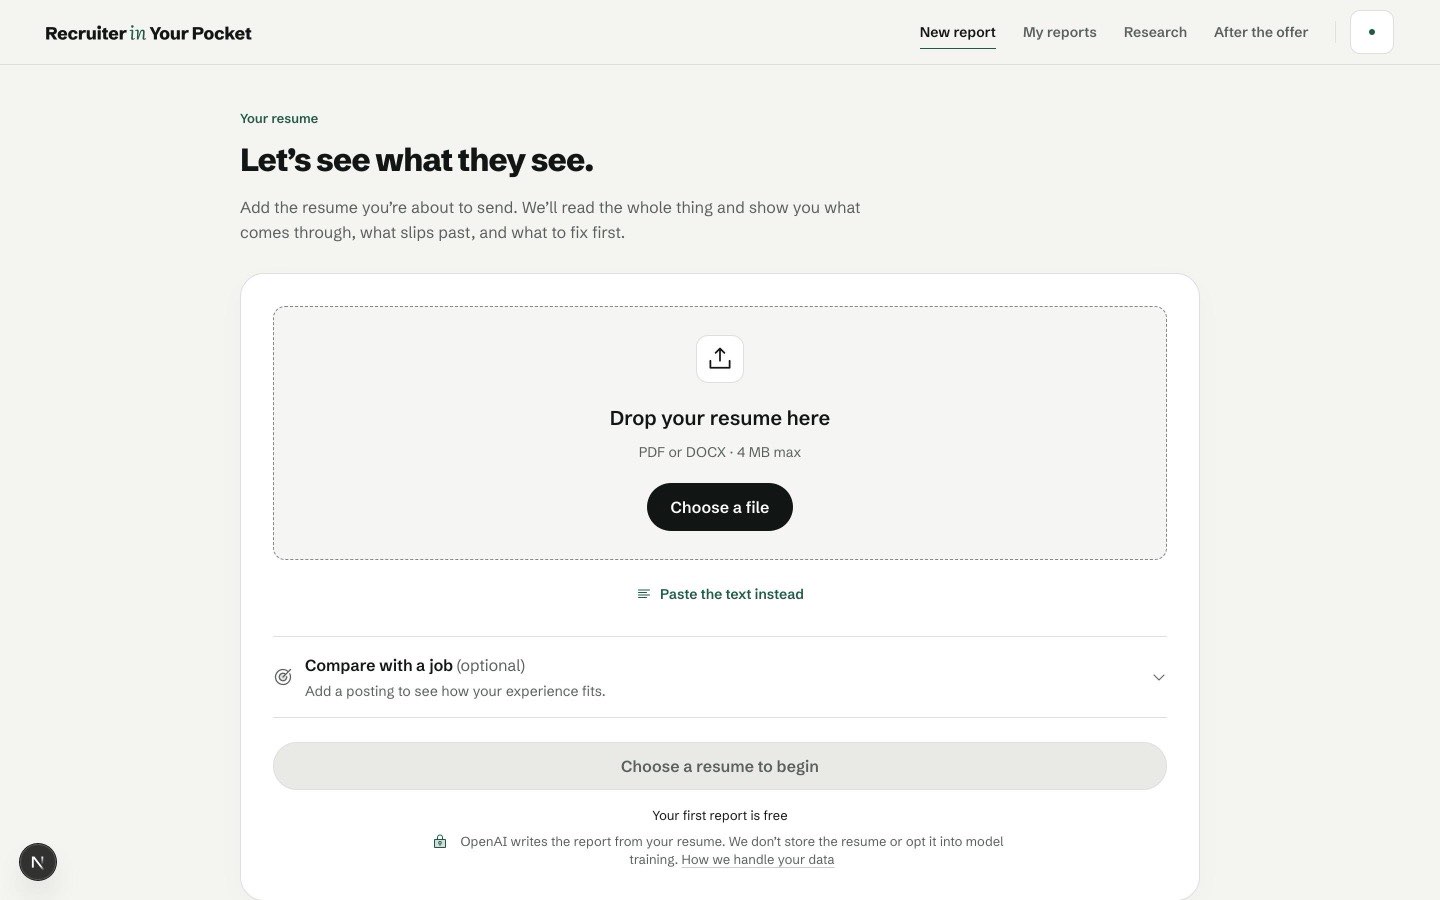 Recruiter in Your Pocket
New report
My reports
Research
After the offer
Your resume
Let’s see what they see.
Add the resume you’re about to send. We’ll read the whole thing and show you what
comes through, what slips past, and what to fix first.
Drop your resume here
PDF or DOCX · 4 MB max
Choose a file
Paste the text instead
Compare with a job (optional)
Add a posting to see how your experience fits.
Choose a resume to begin
Your first report is free
OpenAI writes the report from your resume. We don’t store the resume or opt it into model
training. How we handle your data
N